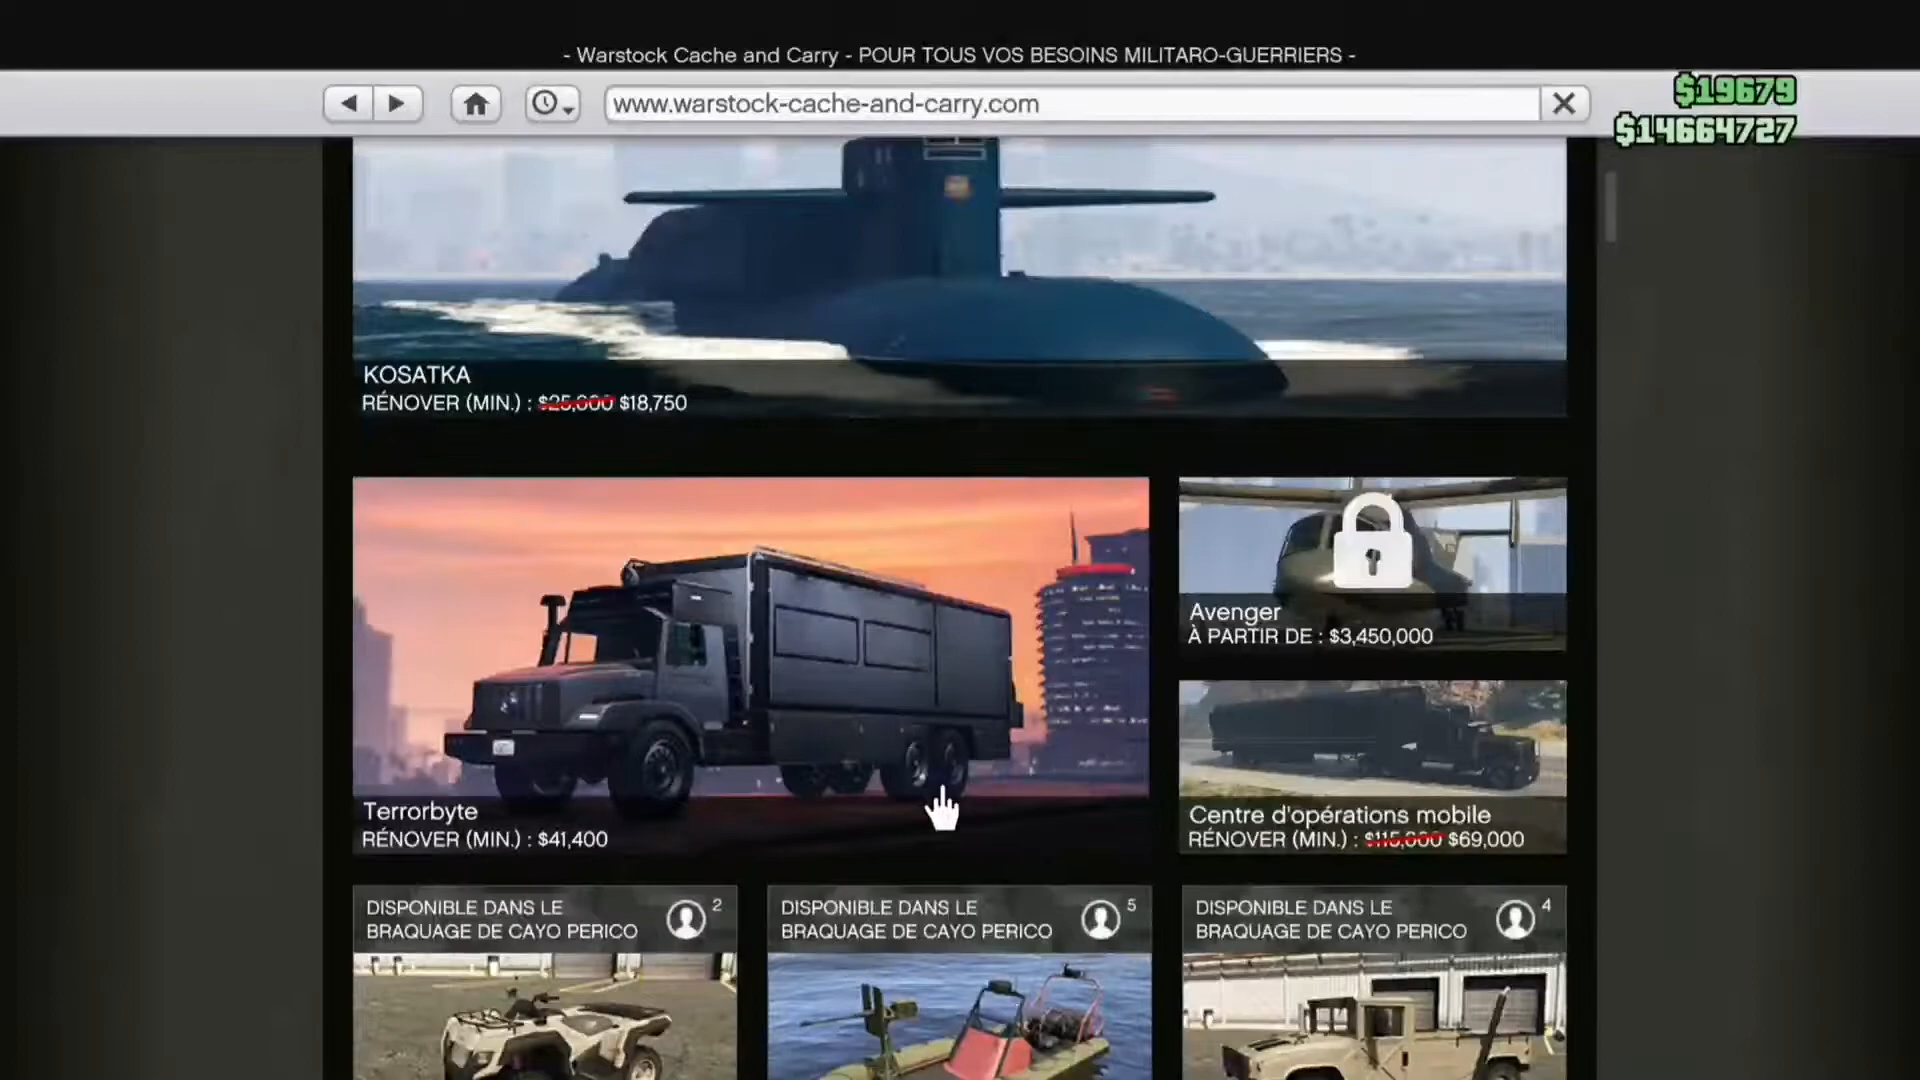 - Warstock Cache and Carry - POUR TOUS VOS BESOINS MILITARO-GUERRIERS -
www.warstock-cache-and-carry.com
$19679
$14664727
KOSATKA
RÉNOVER (MIN.) : $25,000 $18,750
Terrorbyte
RÉNOVER (MIN.) : $41,400
Avenger
À PARTIR DE : $3,450,000
Centre d'opérations mobile
RÉNOVER (MIN.) : $115,000 $69,000
DISPONIBLE DANS LE
BRAQUAGE DE CAYO PERICO
2
DISPONIBLE DANS LE
BRAQUAGE DE CAYO PERICO
5
DISPONIBLE DANS LE
BRAQUAGE DE CAYO PERICO
4